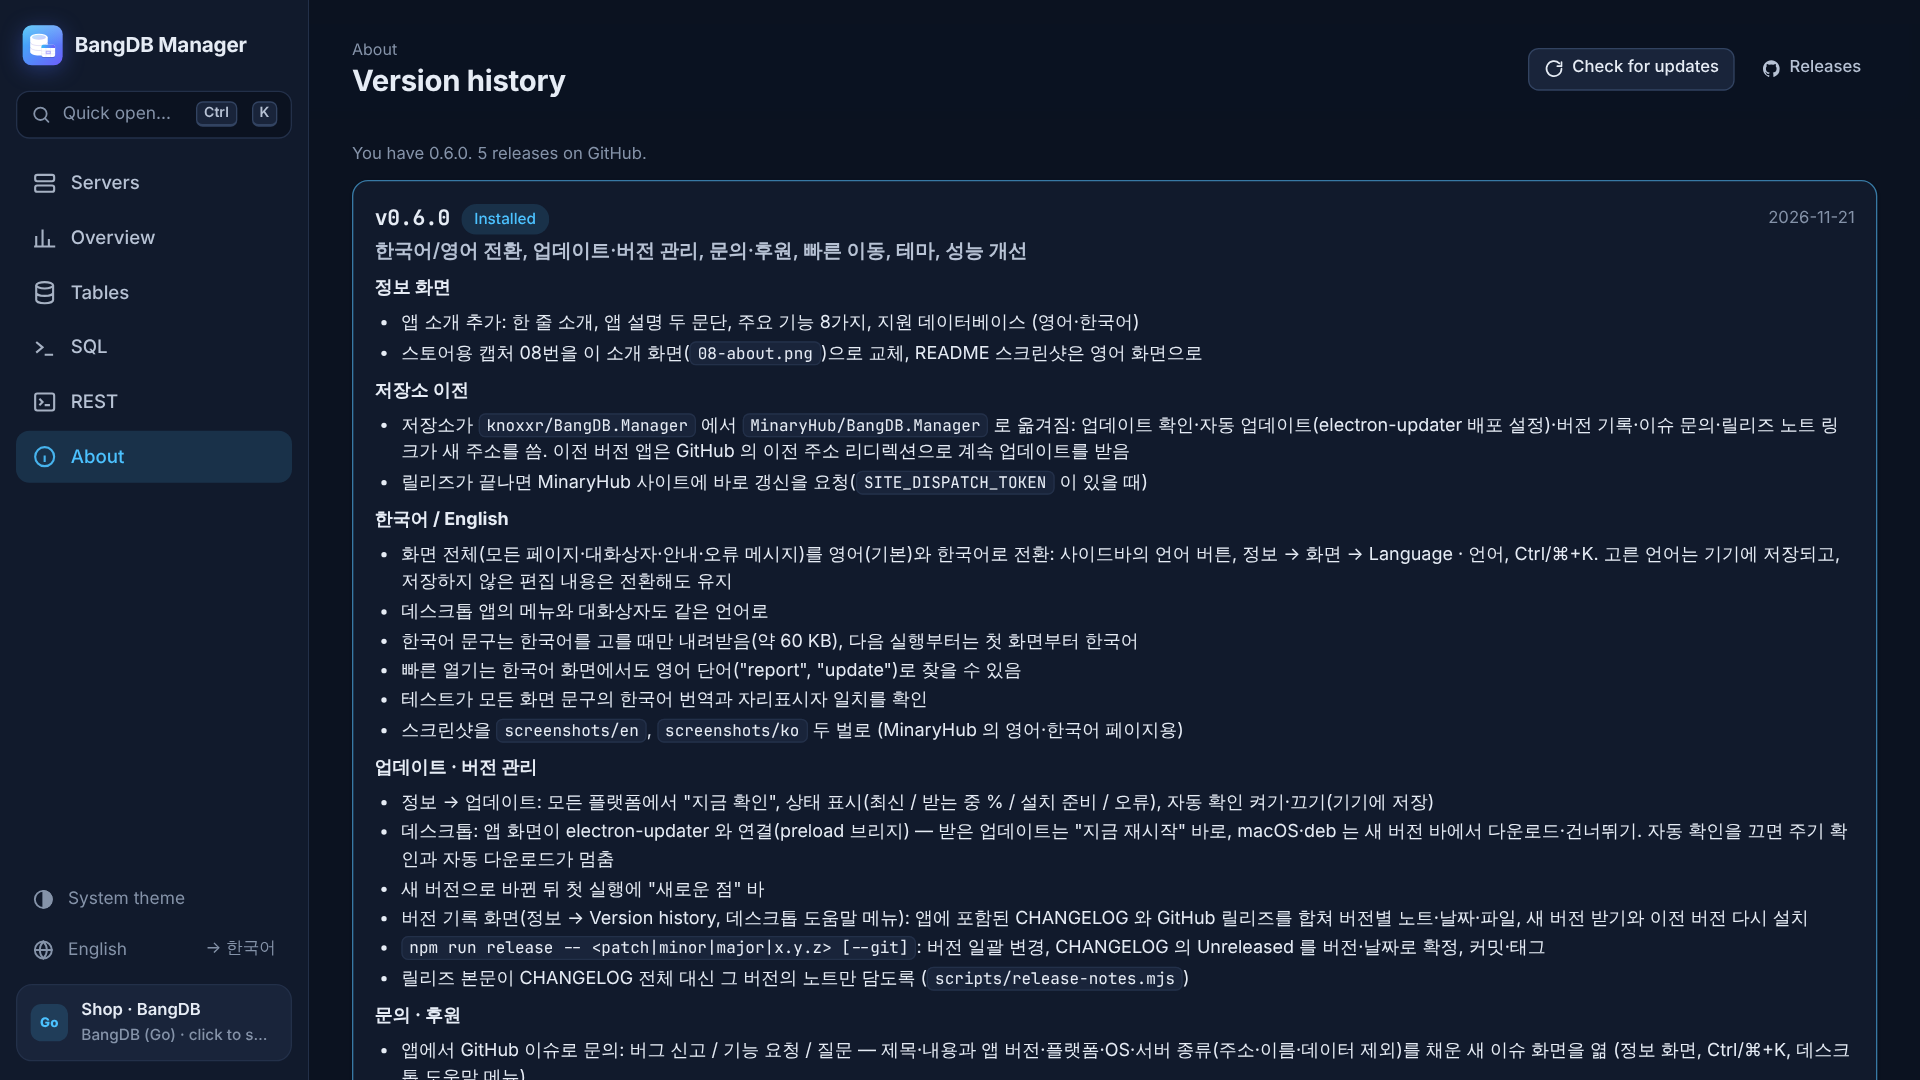 BangDB Manager
Quick open... Ctrl K
Servers
Overview
Tables
SQL
REST
About
System theme
English → 한국어
Go
Shop · BangDB
BangDB (Go) · click to s...
About
Version history
Check for updates
Releases
You have 0.6.0. 5 releases on GitHub.
v0.6.0 Installed 2026-11-21
한국어/영어 전환, 업데이트·버전 관리, 문의·후원, 빠른 이동, 테마, 성능 개선
정보 화면
• 앱 소개 추가: 한 줄 소개, 앱 설명 두 문단, 주요 기능 8가지, 지원 데이터베이스 (영어·한국어)
• 스토어용 캡처 08번을 이 소개 화면( 08-about.png )으로 교체, README 스크린샷은 영어 화면으로
저장소 이전
• 저장소가 knoxxr/BangDB.Manager 에서 MinaryHub/BangDB.Manager 로 옮겨짐: 업데이트 확인·자동 업데이트(electron-updater 배포 설정)·버전 기록·이슈 문의·릴리즈 노트 링
크가 새 주소를 씀. 이전 버전 앱은 GitHub 의 이전 주소 리디렉션으로 계속 업데이트를 받음
• 릴리즈가 끝나면 MinaryHub 사이트에 바로 갱신을 요청( SITE_DISPATCH_TOKEN 이 있을 때)
한국어 / English
• 화면 전체(모든 페이지·대화상자·안내·오류 메시지)를 영어(기본)와 한국어로 전환: 사이드바의 언어 버튼, 정보 → 화면 → Language · 언어, Ctrl/⌘+K. 고른 언어는 기기에 저장되고,
저장하지 않은 편집 내용은 전환해도 유지
• 데스크톱 앱의 메뉴와 대화상자도 같은 언어로
• 한국어 문구는 한국어를 고를 때만 내려받음(약 60 KB), 다음 실행부터는 첫 화면부터 한국어
• 빠른 열기는 한국어 화면에서도 영어 단어("report", "update")로 찾을 수 있음
• 테스트가 모든 화면 문구의 한국어 번역과 자리표시자 일치를 확인
• 스크린샷을 screenshots/en , screenshots/ko 두 벌로 (MinaryHub 의 영어·한국어 페이지용)
업데이트 · 버전 관리
• 정보 → 업데이트: 모든 플랫폼에서 "지금 확인", 상태 표시(최신 / 받는 중 % / 설치 준비 / 오류), 자동 확인 켜기·끄기(기기에 저장)
• 데스크톱: 앱 화면이 electron-updater 와 연결(preload 브리지) — 받은 업데이트는 "지금 재시작" 바로, macOS·deb 는 새 버전 바에서 다운로드·건너뛰기. 자동 확인을 끄면 주기 확
인과 자동 다운로드가 멈춤
• 새 버전으로 바뀐 뒤 첫 실행에 "새로운 점" 바
• 버전 기록 화면(정보 → Version history, 데스크톱 도움말 메뉴): 앱에 포함된 CHANGELOG 와 GitHub 릴리즈를 합쳐 버전별 노트·날짜·파일, 새 버전 받기와 이전 버전 다시 설치
• npm run release -- <patch|minor|major|x.y.z> [--git] : 버전 일괄 변경, CHANGELOG 의 Unreleased 를 버전·날짜로 확정, 커밋·태그
• 릴리즈 본문이 CHANGELOG 전체 대신 그 버전의 노트만 담도록 ( scripts/release-notes.mjs )
문의 · 후원
• 앱에서 GitHub 이슈로 문의: 버그 신고 / 기능 요청 / 질문 — 제목·내용과 앱 버전·플랫폼·OS·서버 종류(주소·이름·데이터 제외)를 채운 새 이슈 화면을 엶 (정보 화면, Ctrl/⌘+K, 데스크
톱 도움말 메뉴)